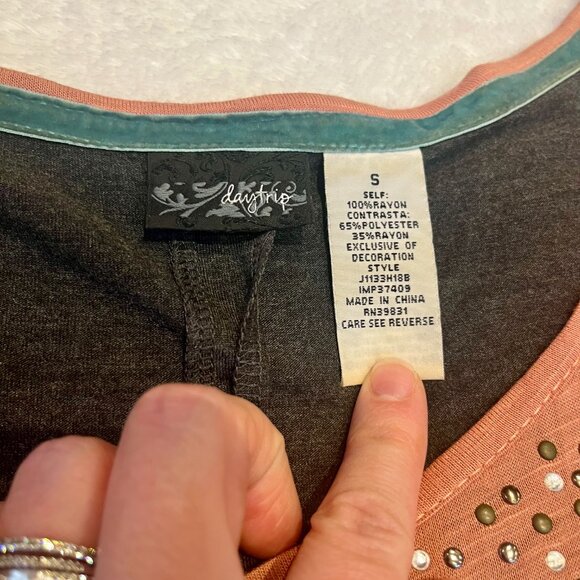 daytrip
S
SELF:
100%RAYON
CONTRASTA:
65%POLYESTER
35%RAYON
EXCLUSIVE OF
DECORATION
STYLE
J1133H18B
IMP37409
MADE IN CHINA
RN39831
CARE SEE REVERSE